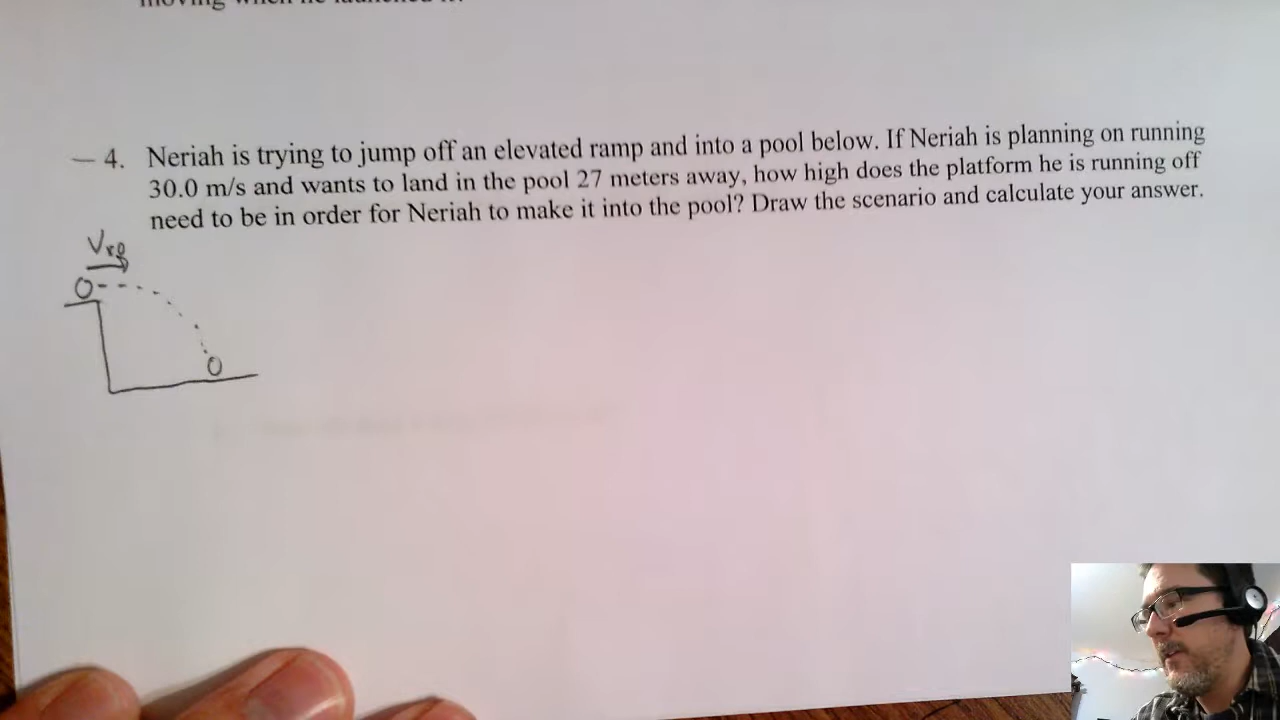 — 4. Neriah is trying to jump off an elevated ramp and into a pool below. If Neriah is planning on running
30.0 m/s and wants to land in the pool 27 meters away, how high does the platform he is running off
need to be in order for Neriah to make it into the pool? Draw the scenario and calculate your answer.